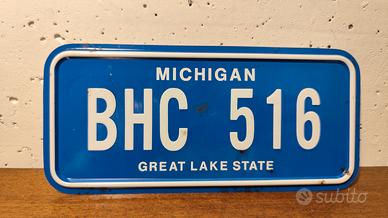 MICHIGAN
BHC 516
GREAT LAKE STATE
subito